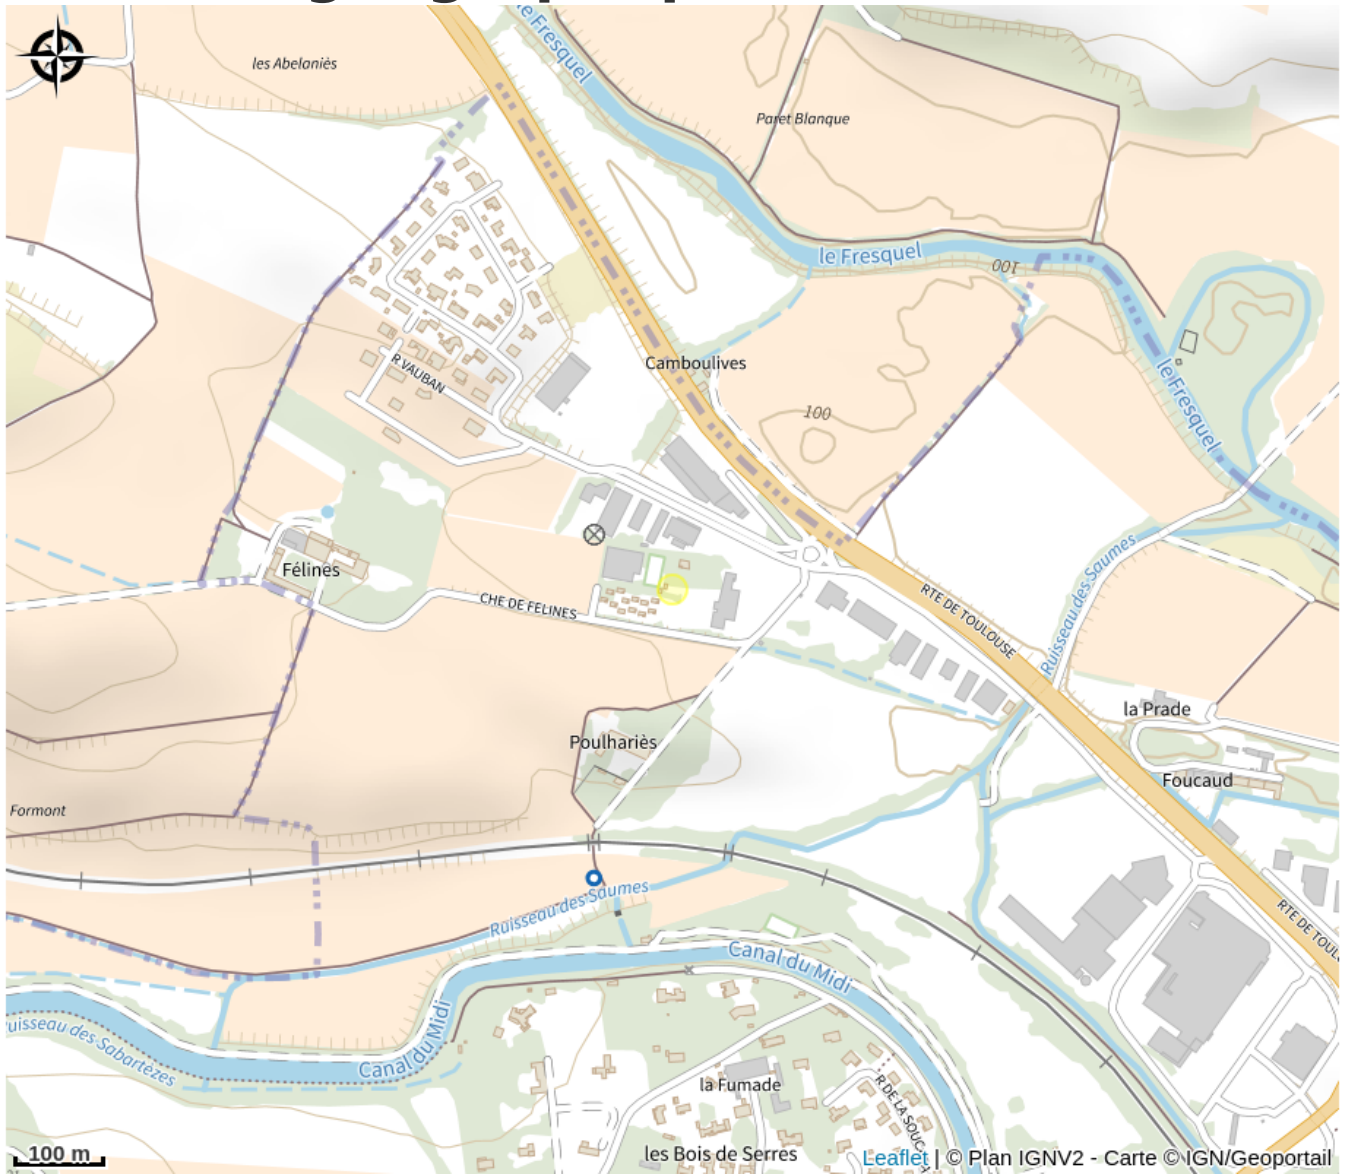 le Fresquel
les Abelaniès
Paret Blanque
le Fresquel
100
Camboulives
R VAUBAN
le Fresquel
100
Félines
CHE DE FELINES
RTE DE TOULOUSE
Ruisseau des Saumes
la Prade
Poulhariès
Foucaud
Formont
Ruisseau des Saumes
RTE DE TOUL
Canal du Midi
Canal du Midi
uisseau des Sabartèzes
la Fumade
R DE LA SOUC
les Bois de Serres
100 m
Leaflet | © Plan IGNV2 - Carte © IGN/Geoportail